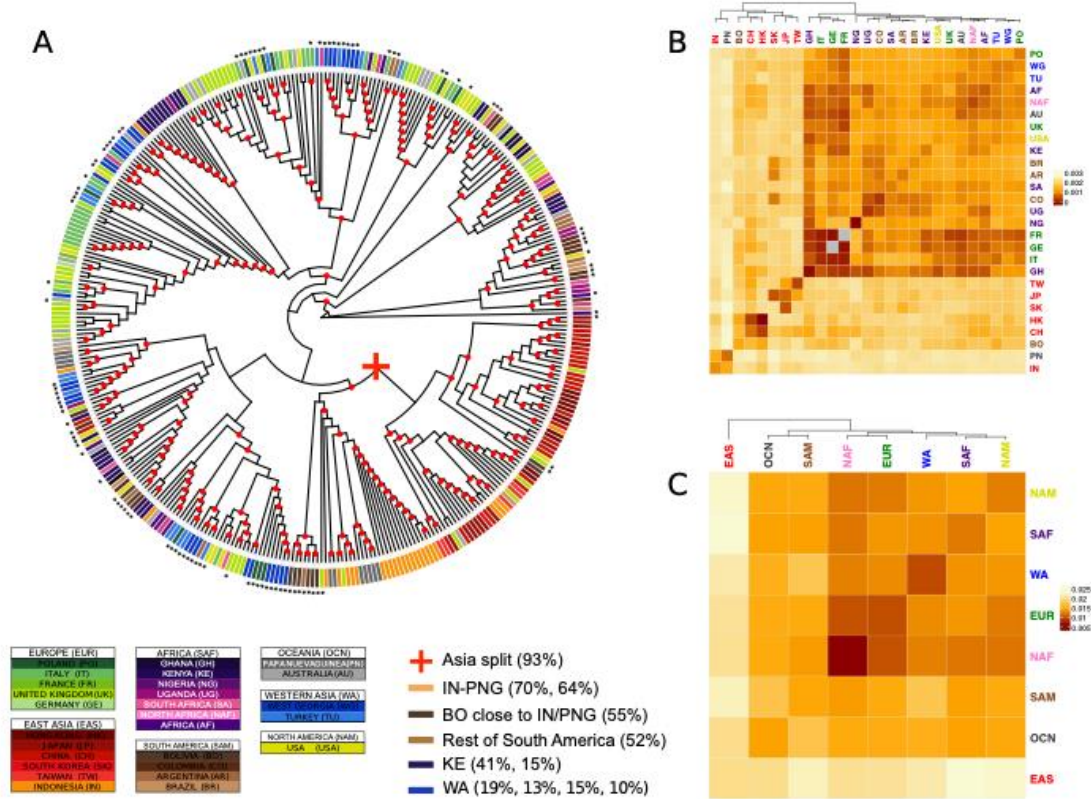 A
B
IN PN BO CH HK SK JP TW GH IT GE FR NG UG CO SA AR BR KE USA UK AU NAF AF TU WG PO
PO
WG
TU
AF
NAF
AU
UK
USA
KE
BR
AR
SA
CO
UG
NG
FR
GE
IT
GH
TW
JP
SK
HK
CH
BO
PN
IN
0.003
0.002
0.001
0
C
EAS OCN SAM NAF EUR WA SAF NAM
NAM
SAF
WA
EUR
NAF
SAM
OCN
EAS
0.025
0.02
0.015
0.01
0.005
EUROPE (EUR)
POLAND (PO)
ITALY (IT)
FRANCE (FR)
UNITED KINGDOM (UK)
GERMANY (GE)
EAST ASIA (EAS)
JAPAN (JP)
CHINA (CH)
SOUTH KOREA (SK)
TAIWAN (TW)
INDONESIA (IN)
AFRICA (SAF)
GHANA (GH)
KENYA (KE)
NIGERIA (NG)
UGANDA (UG)
SOUTH AFRICA (SA)
NORTH AFRICA (NAF)
AFRICA (AF)
SOUTH AMERICA (SAM)
BOLIVIA (BO)
COLOMBIA (CO)
ARGENTINA (AR)
BRAZIL (BR)
OCEANIA (OCN)
PAPANUEVAGUINEA(PN)
AUSTRALIA (AU)
WESTERN ASIA (WA)
WEST GEORGIA (WG)
TURKEY (TU)
NORTH AMERICA (NAM)
USA (USA)
Asia split (93%)
IN-PNG (70%, 64%)
BO close to IN/PNG (55%)
Rest of South America (52%)
KE (41%, 15%)
WA (19%, 13%, 15%, 10%)